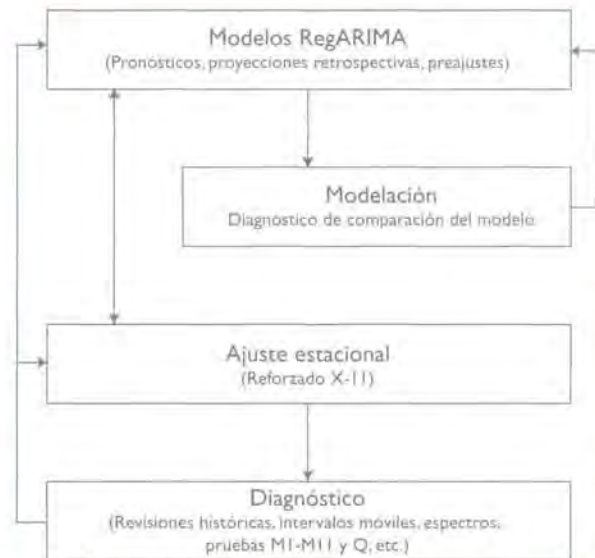 Modelos RegARIMA
(Pronósticos, proyecciones retrospectivas, preajustes)
Modelación
Diagnóstico de comparación del modelo
Ajuste estacional
(Reforzado X-11)
Diagnóstico
(Revisiones históricas, intervalos móviles, espectros,
pruebas M1-M11 y Q, etc.)